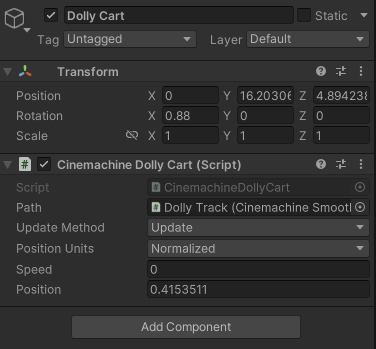 Dolly Cart Static
Tag Untagged Layer Default
Transform
Position X 0 Y 16.20306 Z 4.894238
Rotation X 0.88 Y 0 Z 0
Scale X 1 Y 1 Z 1
# Cinemachine Dolly Cart (Script)
Script # CinemachineDollyCart
Path # Dolly Track (Cinemachine Smootl
Update Method Update
Position Units Normalized
Speed 0
Position 0.4153511
Add Component